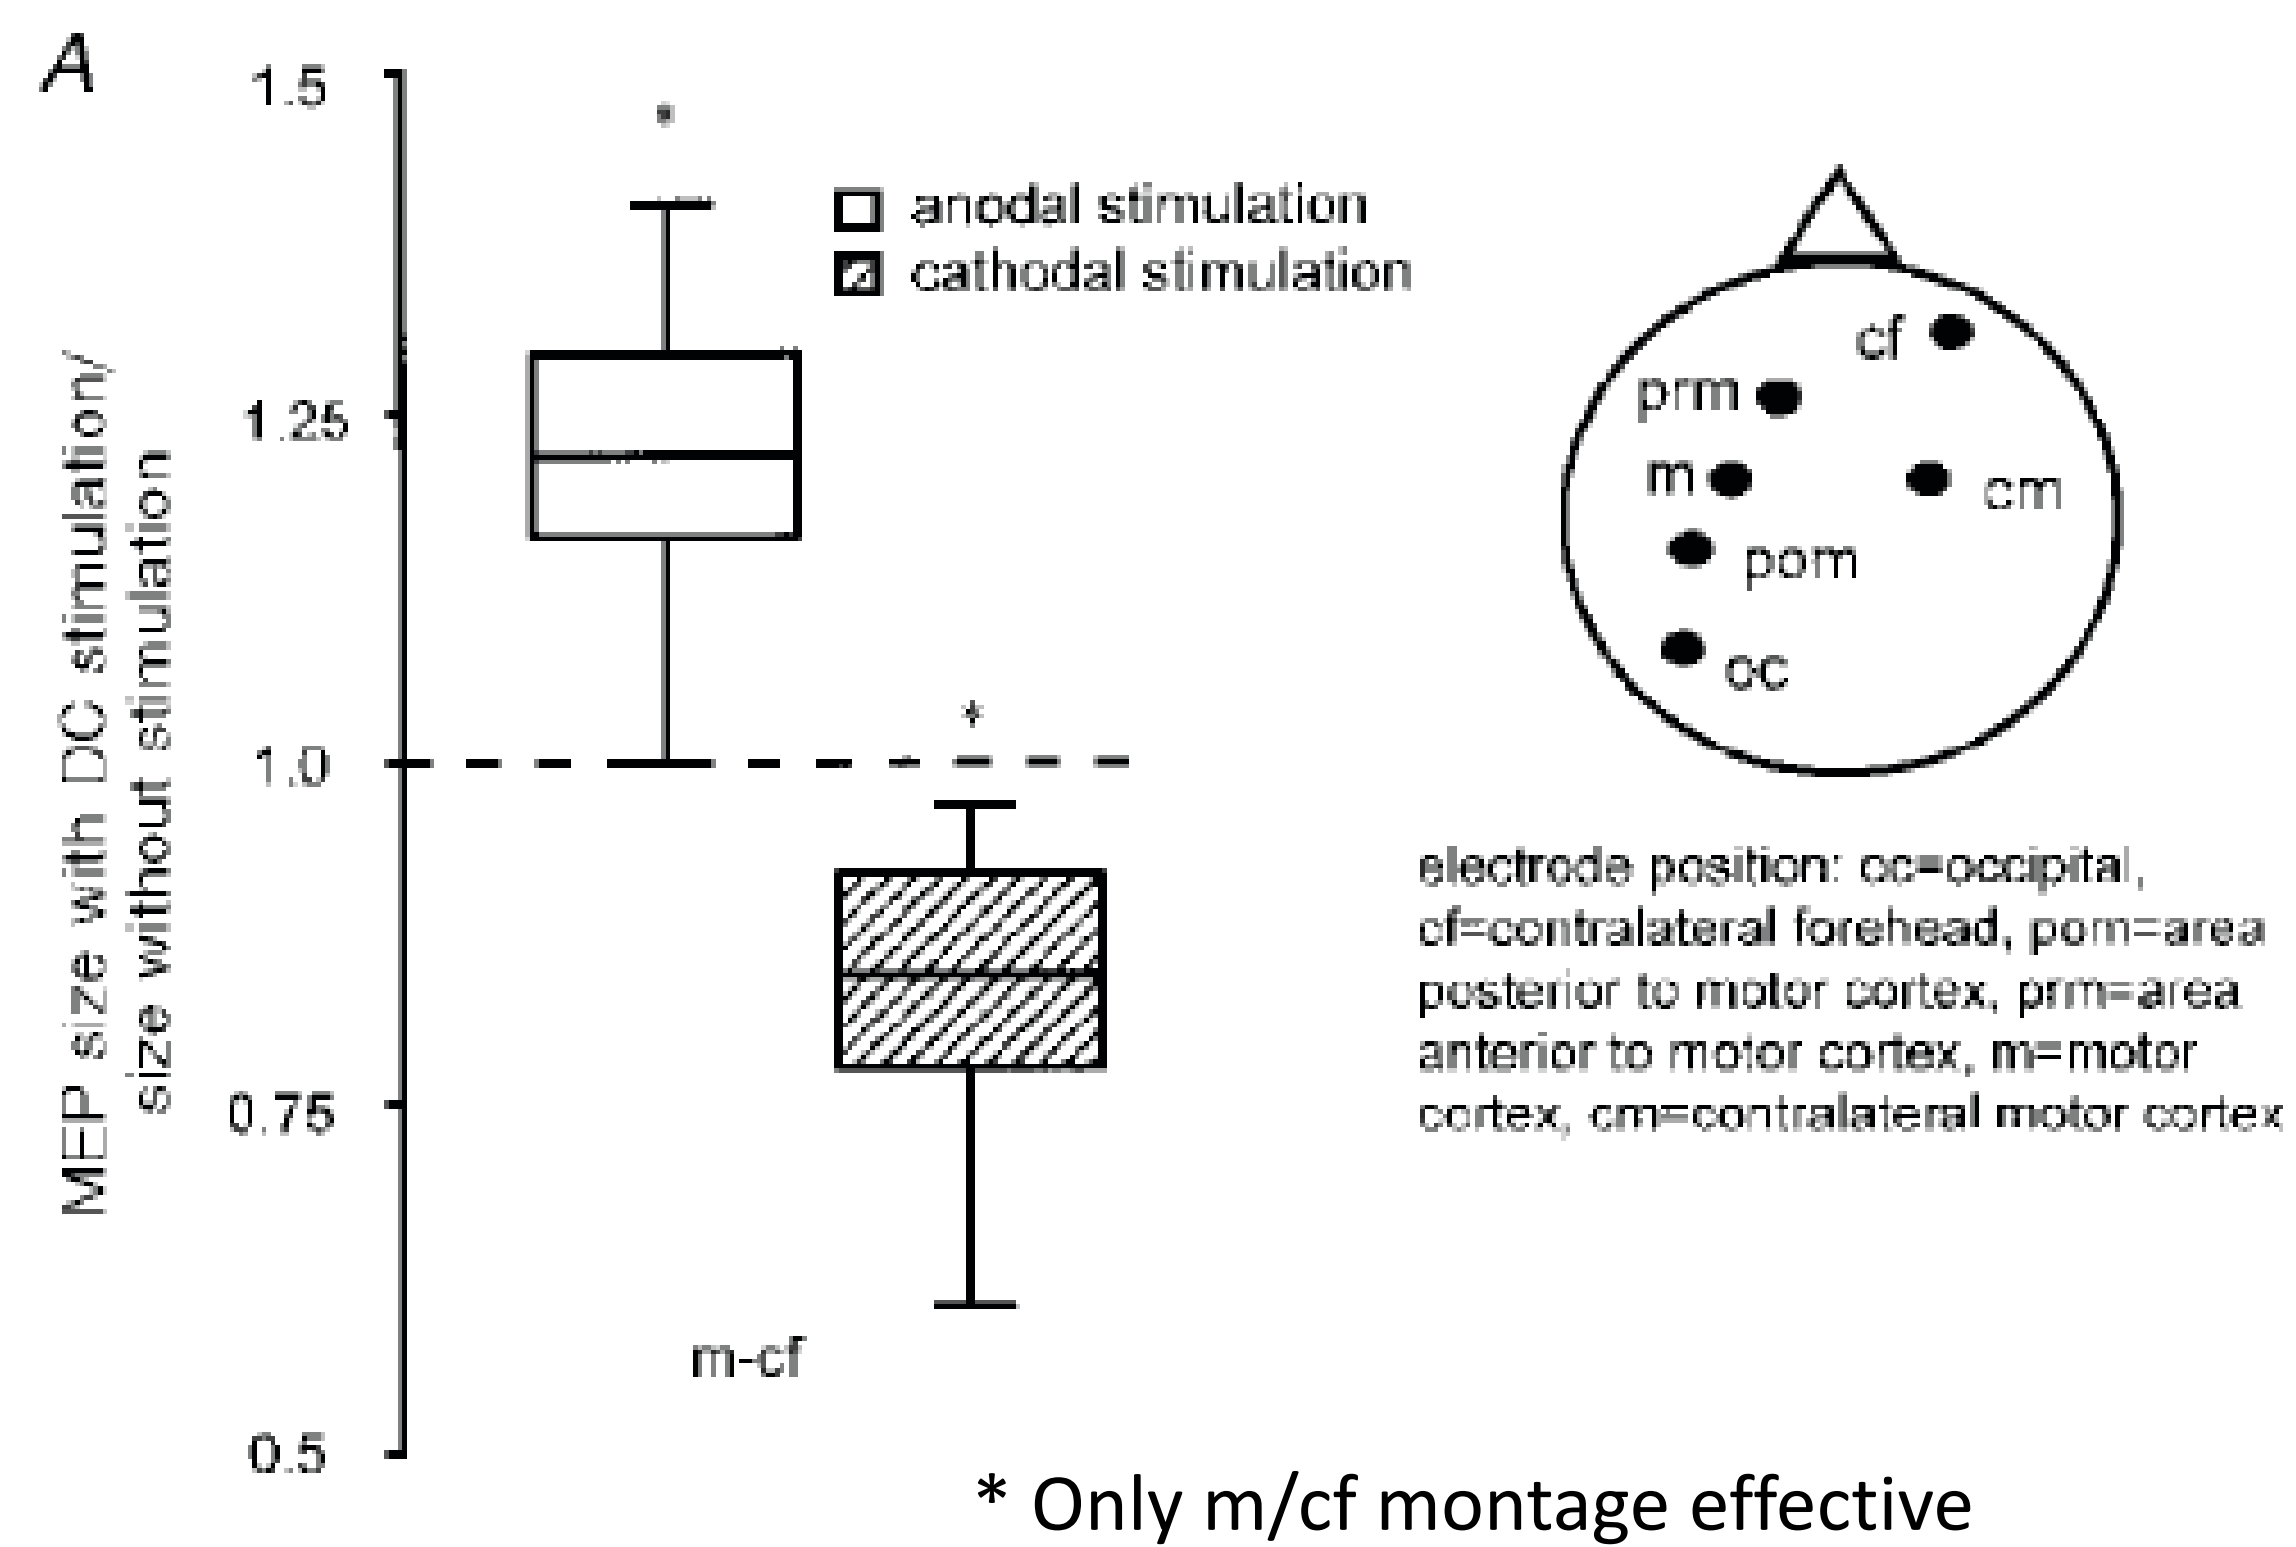 A
1.5
1.25
1.0
0.75
0.5
MEP size with DC stimulation/
size without stimulation
*
*
anodal stimulation
cathodal stimulation
m-cf
cf
prm
m
cm
pom
oc
electrode position: oc=occipital,
cf=contralateral forehead, pom=area
posterior to motor cortex, prm=area
anterior to motor cortex, m=motor
cortex, cm=contralateral motor cortex
* Only m/cf montage effective